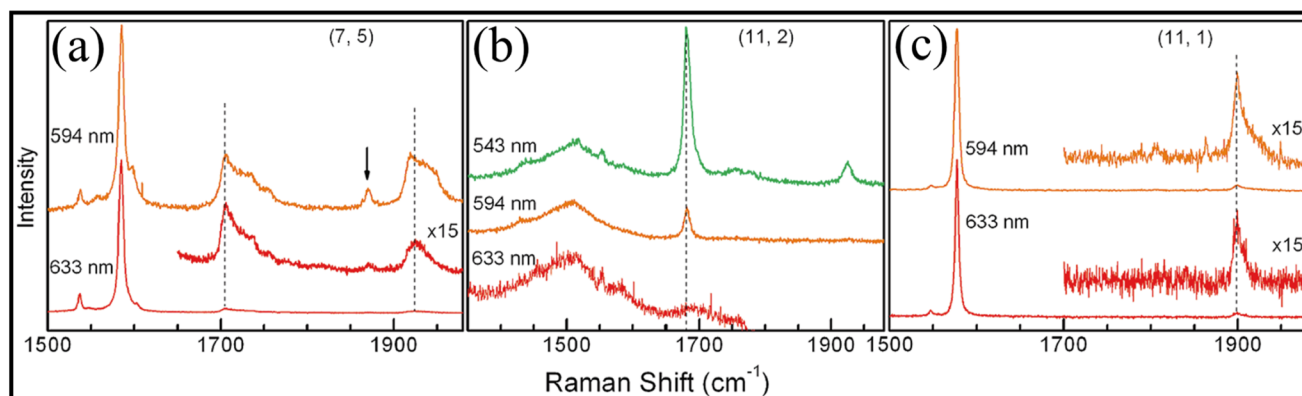 (a)
(7, 5)
594 nm
x15
633 nm
(b)
(11, 2)
543 nm
594 nm
633 nm
(c)
(11, 1)
x15
594 nm
633 nm
x15
Intensity
1500 1700 1900
1500 1700 1900
1500 1700 1900
Raman Shift (cm⁻¹)